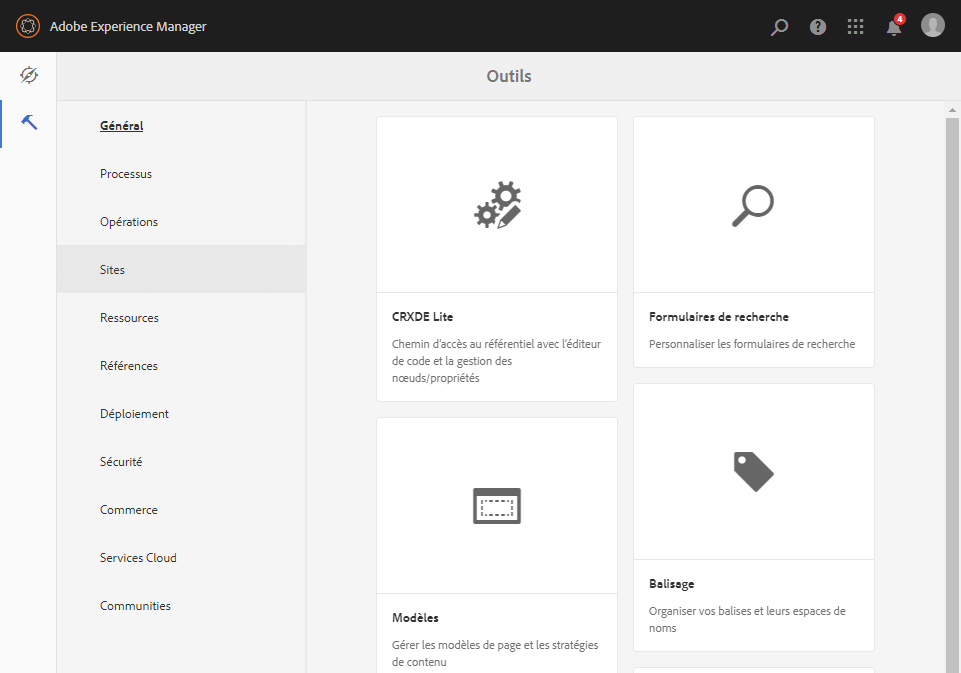 Adobe Experience Manager
4
Outils
Général
Processus
Opérations
Sites
Ressources
Références
Déploiement
Sécurité
Commerce
Services Cloud
Communities
CRXDE Lite
Chemin d'accès au référentiel avec l'éditeur
de code et la gestion des
nœuds/propriétés
Formulaires de recherche
Personnaliser les formulaires de recherche
Modèles
Gérer les modèles de page et les stratégies
de contenu
Balisage
Organiser vos balises et leurs espaces de
noms